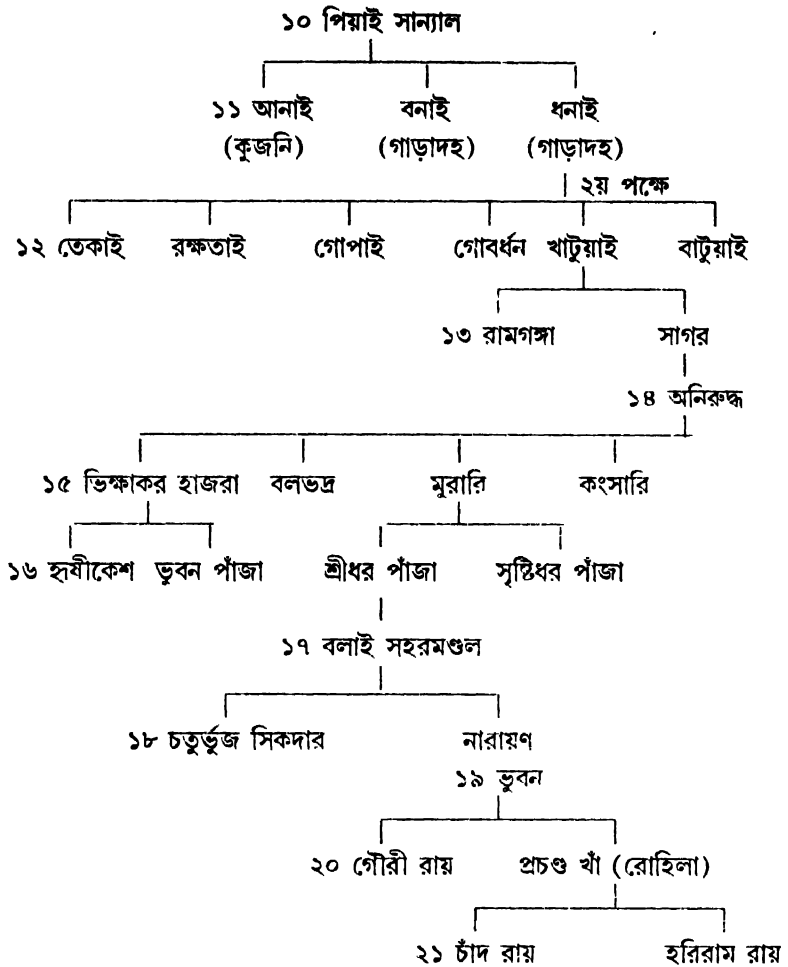 ১০ পিয়াই সান্যাল
১১ আনাই বনাই ধনাই
(কুজনি) (গাড়াদহ) (গাড়াদহ)
২য় পক্ষে
১২ তেকাই রক্ষতাই গোপাই গোবর্ধন খাটুয়াই বাটুয়াই
১৩ রামগঙ্গা সাগর
১৪ অনিরুদ্ধ
১৫ ভিক্ষাকর হাজরা বলভদ্র মুরারি কংসারি
১৬ হৃষীকেশ ভুবন পাঁজা শ্রীধর পাঁজা সৃষ্টিধর পাঁজা
১৭ বলাই সহরমণ্ডল
১৮ চতুর্ভুজ সিকদার নারায়ণ
১৯ ভুবন
২০ গৌরী রায় প্রচণ্ড খাঁ (রোহিলা)
২১ চাঁদ রায় হরিরাম রায়